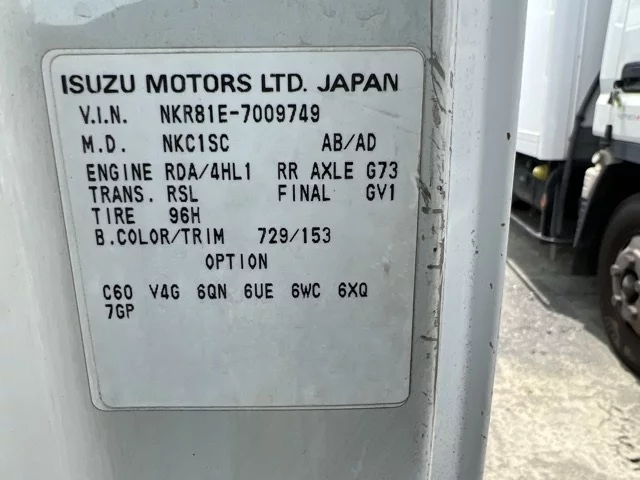 ISUZU MOTORS LTD. JAPAN
V.I.N. NKR81E-7009749
M.D. NKC1SC AB/AD
ENGINE RDA/4HL1 RR AXLE G73
TRANS. RSL FINAL GV1
TIRE 96H
B.COLOR/TRIM 729/153
OPTION
C60 V4G 6QN 6UE 6WC 6XQ
7GP